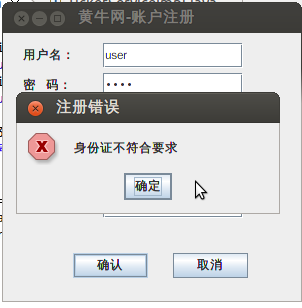 黄牛网-账户注册
用户名：
user
密 码：
••••
注册错误
身份证不符合要求
确定
确认
取消